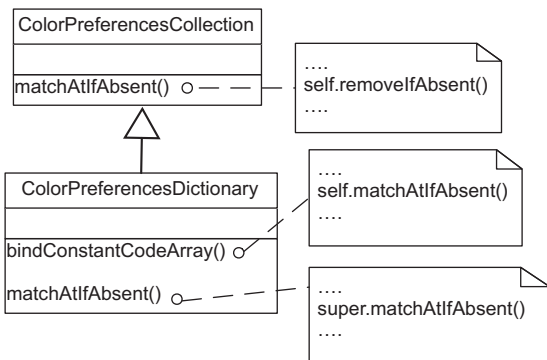 ColorPreferencesCollection
matchAtIfAbsent()
....
self.removeIfAbsent()
....
ColorPreferencesDictionary
bindConstantCodeArray()
matchAtIfAbsent()
....
self.matchAtIfAbsent()
....
....
super.matchAtIfAbsent()
....